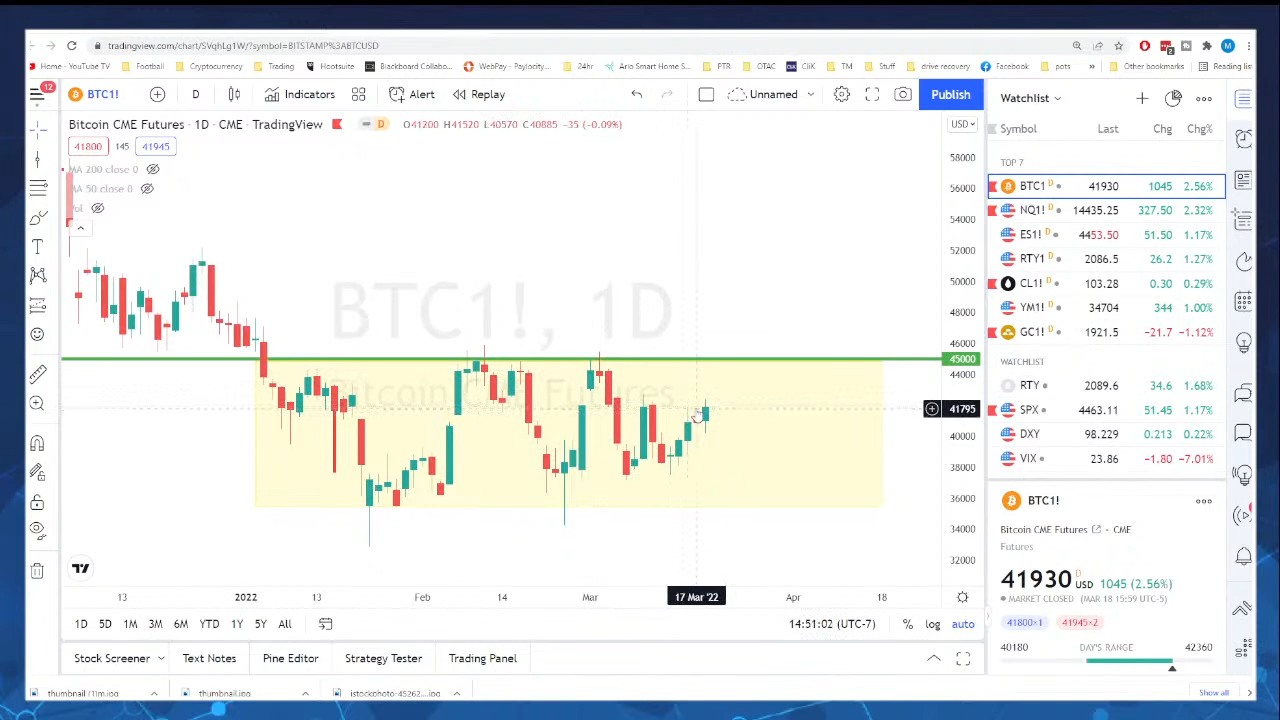 tradingview.com/chart/SVqhLg1W/?symbol=BITSTAMP%3ABTCUSD
Home - YouTube TV Football Cryptocurrency Trading Hootsuite Blackboard Collabo... WebPay - Paylocity... 24hr Ario Smart Home S... PTR OTAC Clik TM Stuff drive recovery Facebook pots » Other bookmarks Reading list
12 BTC1! D Indicators Alert Replay Unnamed Publish
Watchlist
Bitcoin CME Futures · 1D · CME · TradingView D O41200 H41520 L40570 C40885 −35 (−0.09%) USD
Symbol Last Chg Chg%
41800 145 41945
MA 200 close 0
MA 50 close 0
Vol
TOP 7
BTC1! D 41930 1045 2.56%
NQ1! D 14435.25 327.50 2.32%
ES1! D 4453.50 51.50 1.17%
RTY1 D 2086.5 26.2 1.27%
CL1! D 103.28 0.30 0.29%
YM1! D 34704 344 1.00%
GC1! D 1921.5 −21.7 −1.12%
WATCHLIST
RTY 2089.6 34.6 1.68%
SPX 4463.11 51.45 1.17%
DXY 98.229 0.213 0.22%
VIX 23.86 −1.80 −7.01%
BTC1!, 1D
Bitcoin CME Futures
58000
56000
54000
52000
50000
48000
46000
45000
44000
41795
40000
38000
36000
34000
32000
13 2022 13 Feb 14 Mar 17 Mar '22 Apr 18
1D 5D 1M 3M 6M YTD 1Y 5Y All 14:51:02 (UTC-7) % log auto
Stock Screener Text Notes Pine Editor Strategy Tester Trading Panel
BTC1!
Bitcoin CME Futures · CME
Futures
41930 D USD 1045 (2.56%)
MARKET CLOSED (MAR 18 15:59 UTC-5)
41800×1 41945×2
40180 DAY'S RANGE 42360
thumbnail.jpg Show all